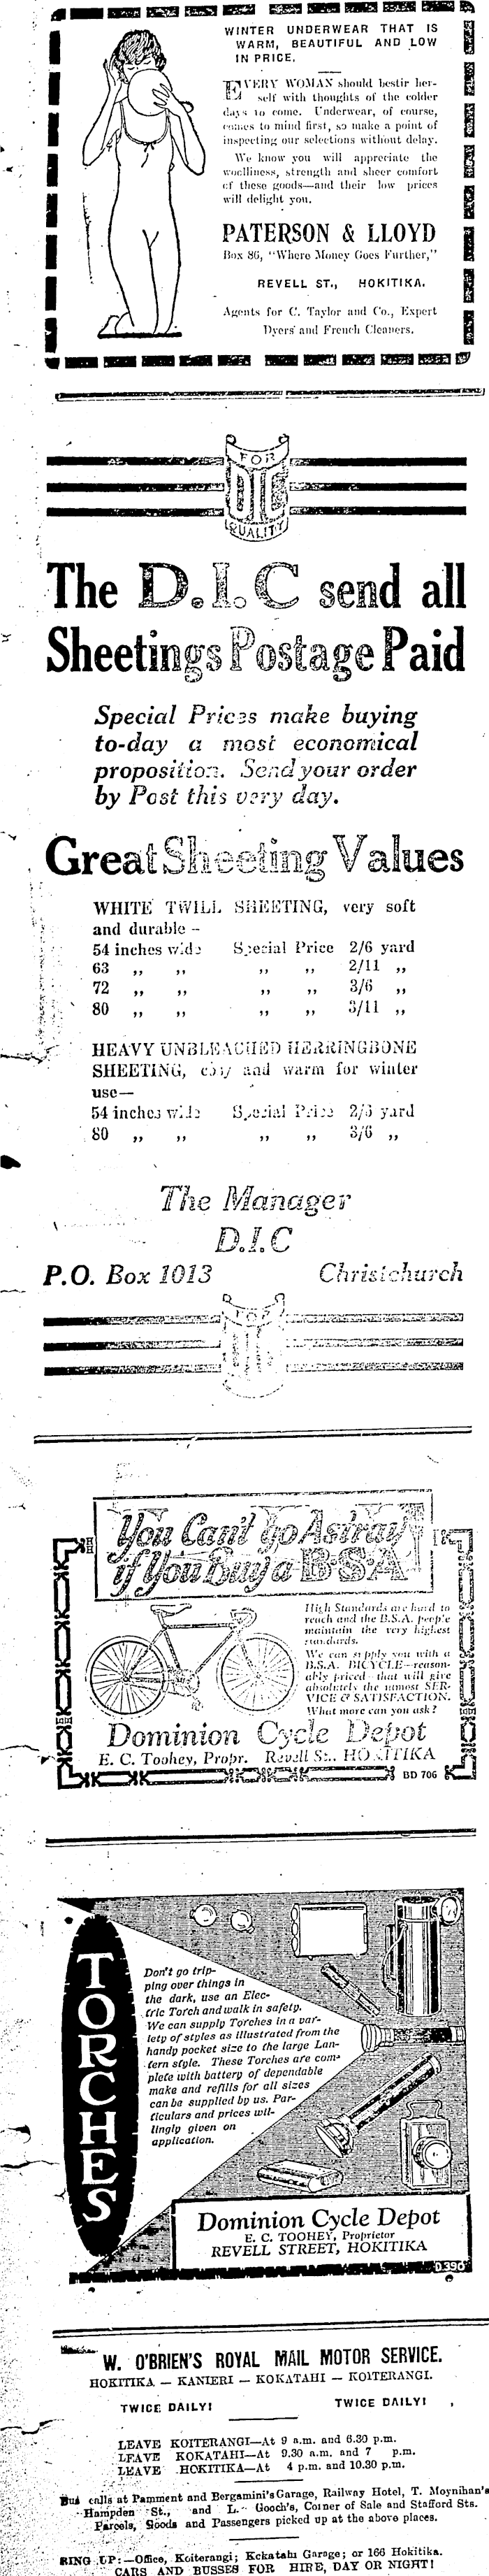 WINTER UNDERWEAR THAT IS
WARM, BEAUTIFUL AND LOW
IN PRICE.
EVERY WOMAN should bestir her-
self with thoughts of the colder
days to come. Underwear, of course,
comes to mind first, so make a point of
inspecting our selections without delay.
We know you will appreciate the
woolliness, strength and sheer comfort
of these goods—and their low prices
will delight you.
PATERSON & LLOYD
Box 86, "Where Money Goes Further,"
REVELL ST., HOKITIKA.
Agents for C. Taylor and Co., Expert
Dyers and French Cleaners.
FOR
DIC
QUALITY
The D.I.C send all
Sheetings Postage Paid
Special Prices make buying
to-day a most economical
proposition. Send your order
by Post this very day.
Great Sheeting Values
WHITE TWILL SHEETING, very soft
and durable—
54 inches wide Special Price 2/6 yard
63 ,, ,, ,, ,, 2/11 ,,
72 ,, ,, ,, ,, 3/6 ,,
80 ,, ,, ,, ,, 3/11 ,,
HEAVY UNBLEACHED HERRINGBONE
SHEETING, cosy and warm for winter
use—
54 inches wide Special Price yard
80 ,, ,, ,, ,, 3/6 ,,
The Manager
D.I.C
P.O. Box 1013 Christchurch
FOR
DIC
You Can't Go Astray
if You Buy a B·S·A
High Standards are hard to
reach and the B.S.A. people
maintain the very highest
standards.
We can supply you with a
B.S.A. BICYCLE—reason-
ably priced—that will give
absolutely the utmost SER-
VICE & SATISFACTION.
What more can you ask?
Dominion Cycle Depot
E. C. Toohey, Propr. Revell St., HOKITIKA
BD 706
TORCHES
Don't go trip-
ping over things in
the dark, use an Elec-
tric Torch and walk in safety.
We can supply Torches in a var-
iety of styles as illustrated from the
handy pocket size to the large Lan-
tern style. These Torches are com-
plete with battery of dependable
make and refills for all sizes
can be supplied by us. Par-
ticulars and prices wil-
lingly given on
application.
Dominion Cycle Depot
E. C. TOOHEY, Proprietor
REVELL STREET, HOKITIKA
D390
W. O'BRIEN'S ROYAL MAIL MOTOR SERVICE.
HOKITIKA — KANIERI — KOKATAHI — KOITERANGI.
TWICE DAILY! TWICE DAILY!
LEAVE KOITERANGI—At 9 a.m. and 6.30 p.m.
LEAVE KOKATAHI—At 9.30 a.m. and 7 p.m.
LEAVE HOKITIKA—At 4 p.m. and 10.30 p.m.
Bus calls at Pamment and Bergamini's Garage, Railway Hotel, T. Moynihan's
Hampden St., and L. Gooch's, Corner of Sale and Stafford Sts.
Parcels, Goods and Passengers picked up at the above places.
RING UP:—Office, Koiterangi; Kokatahi Garage; or 166 Hokitika.
CARS AND BUSSES FOR HIRE, DAY OR NIGHT!